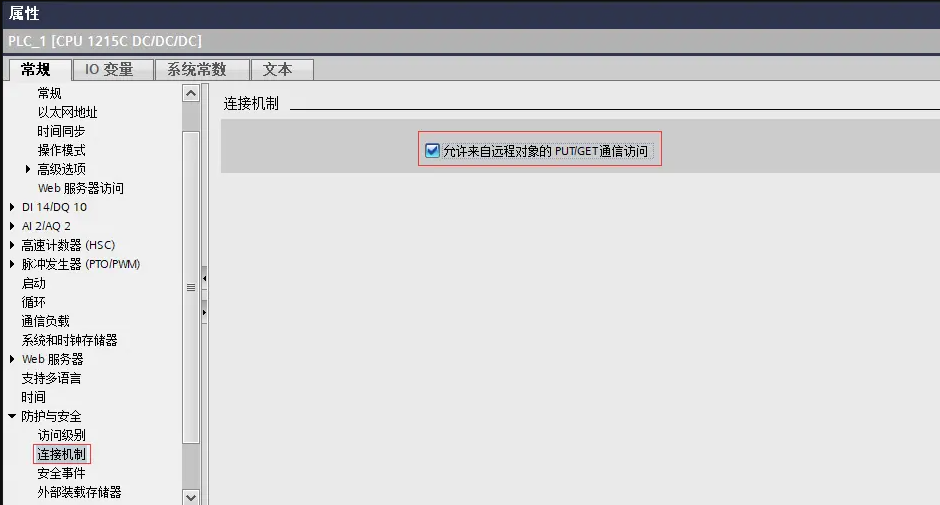 属性
PLC_1 [CPU 1215C DC/DC/DC]
常规 IO 变量 系统常数 文本
常规
以太网地址
时间同步
操作模式
高级选项
Web 服务器访问
DI 14/DQ 10
AI 2/AQ 2
高速计数器 (HSC)
脉冲发生器 (PTO/PWM)
启动
循环
通信负载
系统和时钟存储器
Web 服务器
支持多语言
时间
防护与安全
访问级别
连接机制
安全事件
外部装载存储器
连接机制
允许来自远程对象的 PUT/GET 通信访问